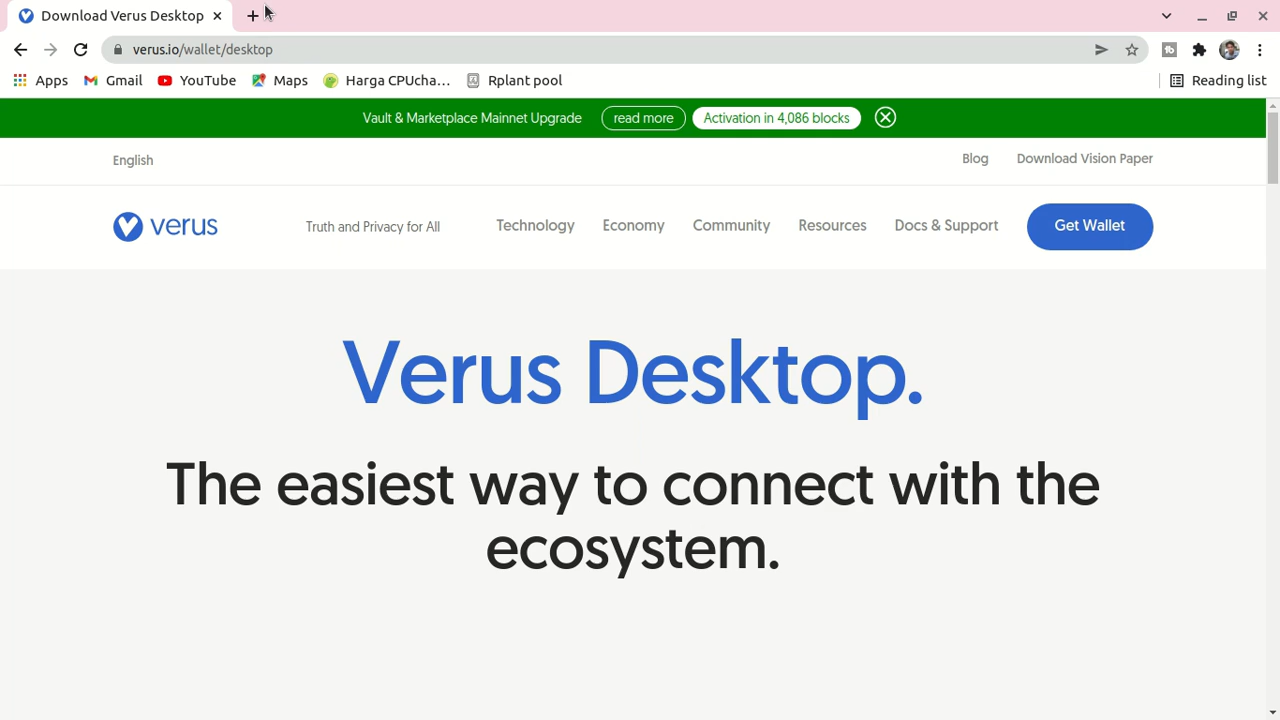 Download Verus Desktop
verus.io/wallet/desktop
Apps Gmail YouTube Maps Harga CPUcha... Rplant pool Reading list
Vault & Marketplace Mainnet Upgrade read more Activation in 4,086 blocks
English Blog Download Vision Paper
verus Truth and Privacy for All Technology Economy Community Resources Docs & Support Get Wallet
Verus Desktop.
The easiest way to connect with the
ecosystem.